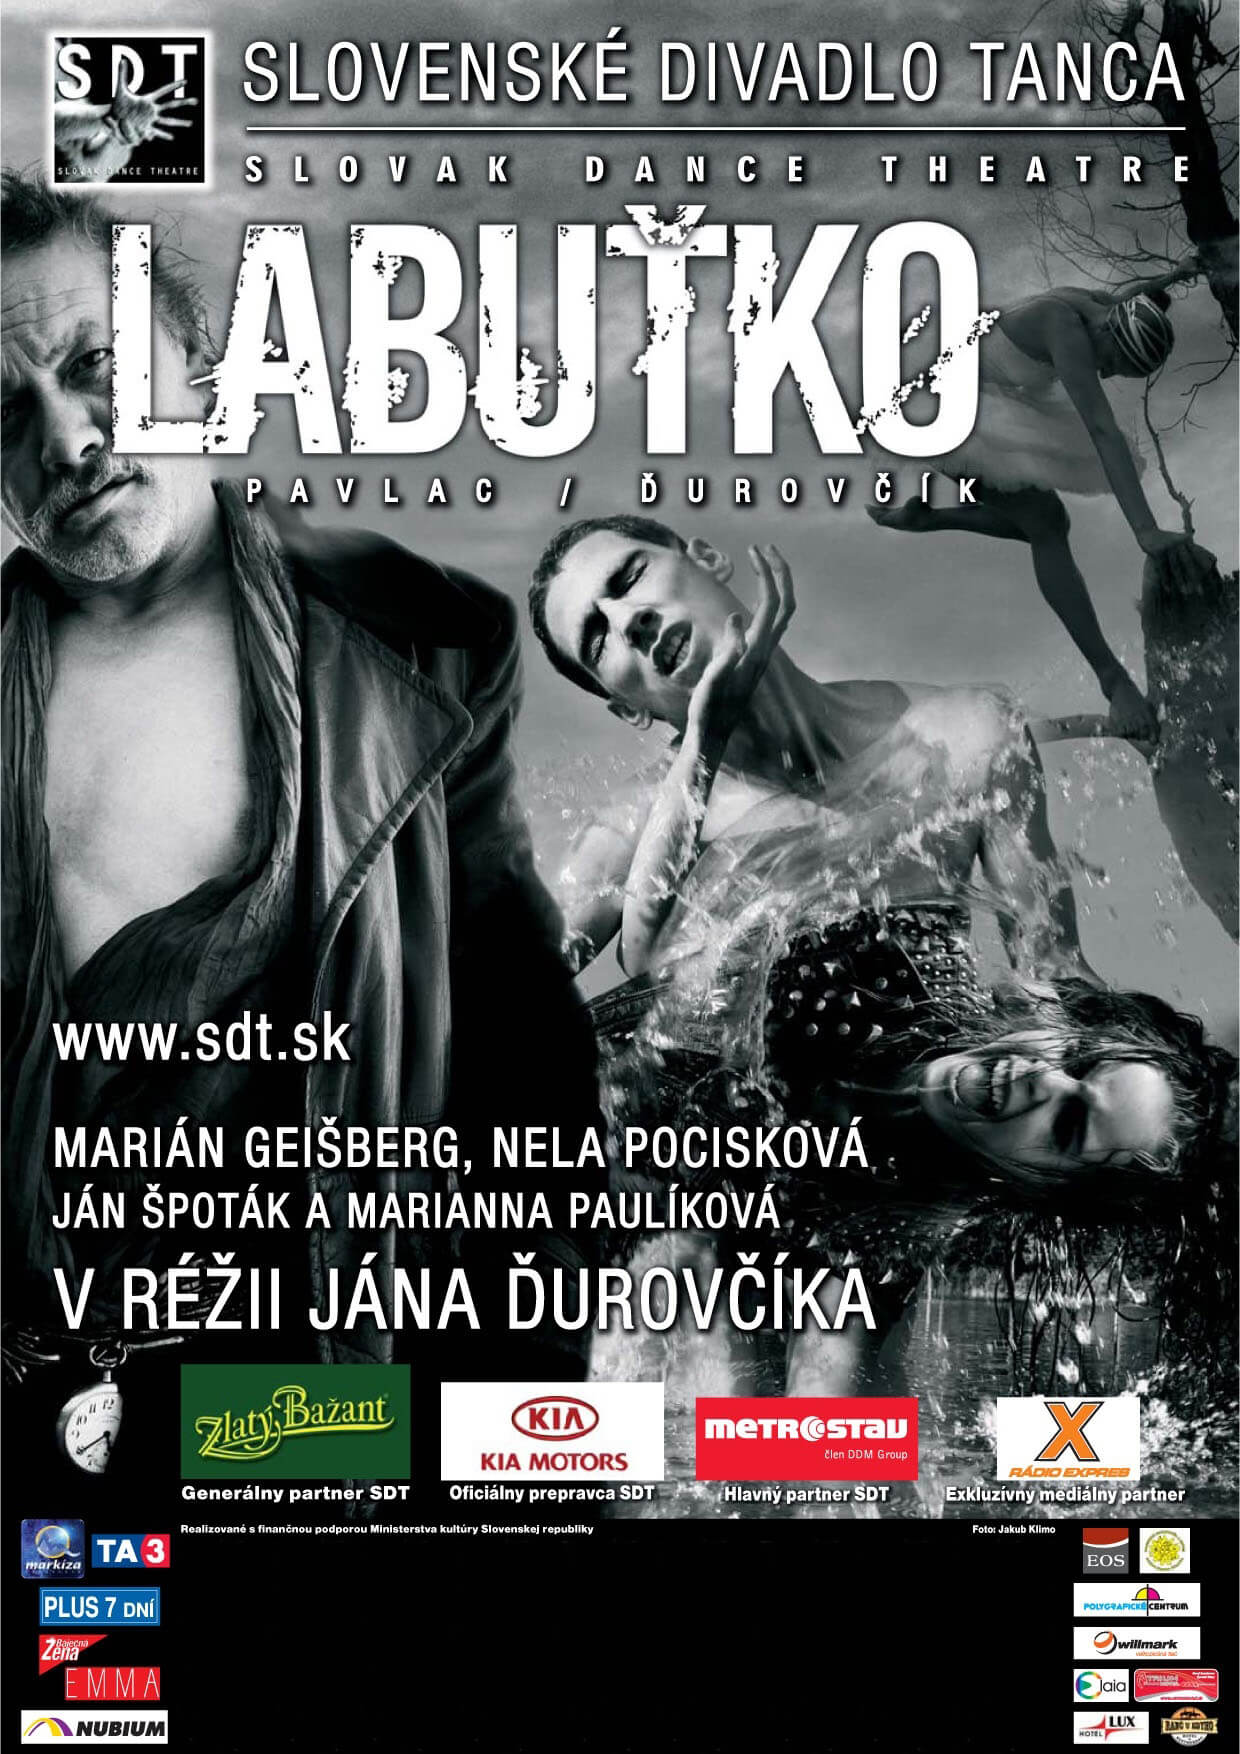 SDT
SLOVAK DANCE THEATRE
SLOVENSKÉ DIVADLO TANCA
SLOVAK DANCE THEATRE
LABUŤKO
PAVLAC / ĎUROVČÍK
www.sdt.sk
MARIÁN GEIŠBERG, NELA POCISKOVÁ
JÁN ŠPOTÁK A MARIANNA PAULÍKOVÁ
V RÉŽII JÁNA ĎUROVČÍKA
Zlatý Bažant
Generálny partner SDT
KIA
KIA MOTORS
Oficiálny prepravca SDT
METROSTAV
člen DDM Group
Hlavný partner SDT
X
RÁDIO EXPRES
Exkluzívny mediálny partner
Realizované s finančnou podporou Ministerstva kultúry Slovenskej republiky
Foto: Jakub Klimo
markíza
TA3
PLUS 7 DNÍ
Báječná
Žena
EMMA
NUBIUM
EOS
POLYGRAFICKÉ CENTRUM
willmark
veľkoplošná tlač
aia
HOTEL LUX